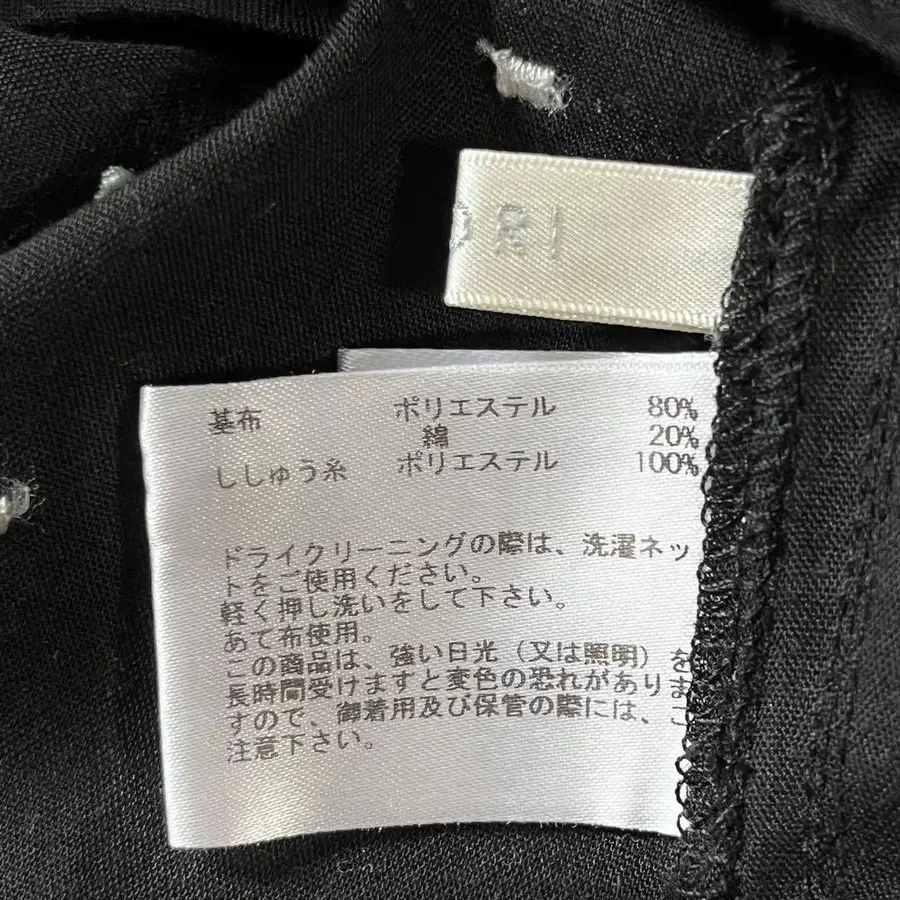 基布 ポリエステル 80%
綿 20%
ししゅう糸 ポリエステル 100%
ドライクリーニングの際は、洗濯ネッ
トをご使用ください。
軽く押し洗いをして下さい。
あて布使用。
この商品は、強い日光（又は照明）を
長時間受けますと変色の恐れがありま
すので、御着用及び保管の際には、ご
注意下さい。